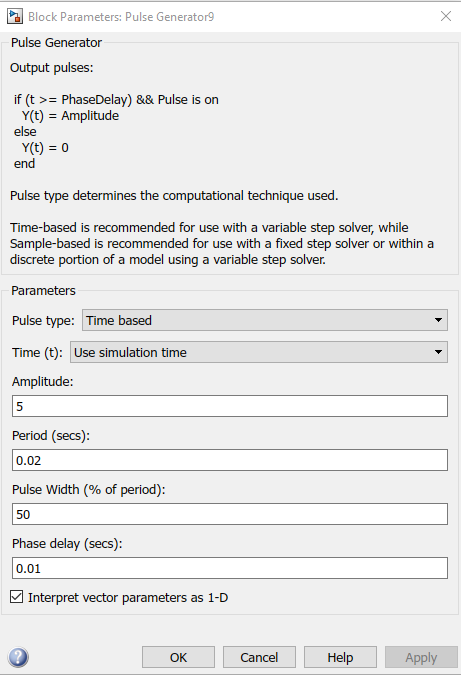 Block Parameters: Pulse Generator9
Pulse Generator
Output pulses:
if (t >= PhaseDelay) && Pulse is on
Y(t) = Amplitude
else
Y(t) = 0
end
Pulse type determines the computational technique used.
Time-based is recommended for use with a variable step solver, while
Sample-based is recommended for use with a fixed step solver or within a
discrete portion of a model using a variable step solver.
Parameters
Pulse type: Time based
Time (t): Use simulation time
Amplitude:
5
Period (secs):
0.02
Pulse Width (% of period):
50
Phase delay (secs):
0.01
Interpret vector parameters as 1-D
OK Cancel Help Apply